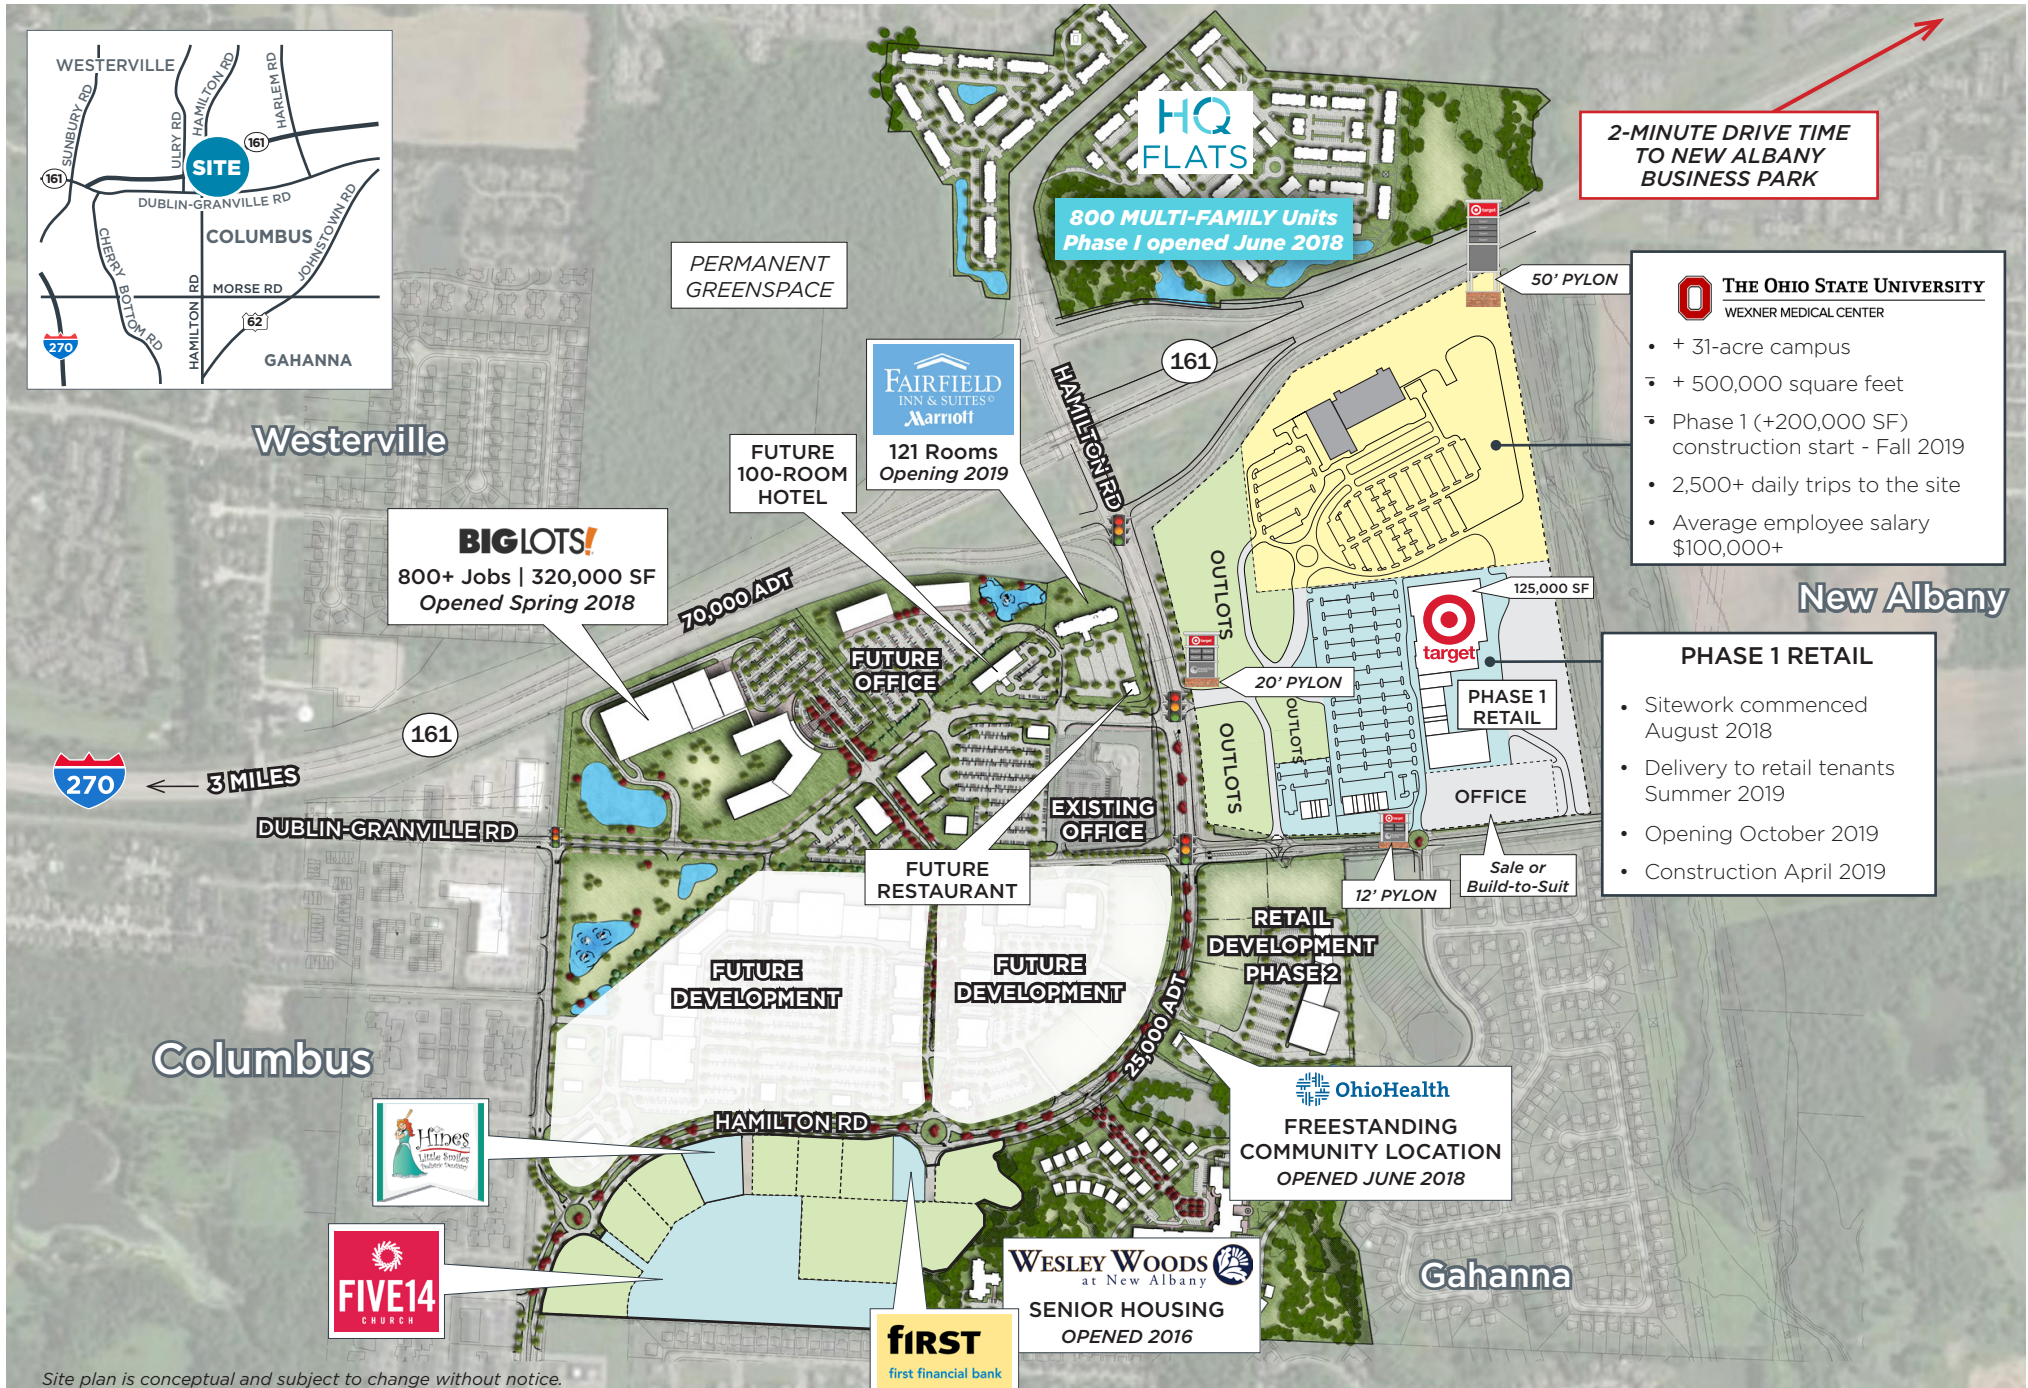 WESTERVILLE
SUNBURY RD
ULRY RD
HAMILTON RD
HARLEM RD
161
SITE
161
DUBLIN-GRANVILLE RD
COLUMBUS
CHERRY BOTTOM RD
HAMILTON RD
JOHNSTOWN RD
MORSE RD
62
270
GAHANNA
HQ
FLATS
800 MULTI-FAMILY Units
Phase I opened June 2018
2-MINUTE DRIVE TIME
TO NEW ALBANY
BUSINESS PARK
PERMANENT
GREENSPACE
target
50' PYLON
THE OHIO STATE UNIVERSITY
WEXNER MEDICAL CENTER
• + 31-acre campus
• + 500,000 square feet
• Phase 1 (+200,000 SF)
construction start - Fall 2019
• 2,500+ daily trips to the site
• Average employee salary
$100,000+
161
HAMILTON RD
FAIRFIELD
INN & SUITES©
Marriott
121 Rooms
Opening 2019
Westerville
FUTURE
100-ROOM
HOTEL
BIG LOTS!
800+ Jobs | 320,000 SF
Opened Spring 2018
70,000 ADT
OUTLOTS
125,000 SF
target
New Albany
FUTURE
OFFICE
target
20' PYLON
PHASE 1
RETAIL
PHASE 1 RETAIL
• Sitework commenced
August 2018
• Delivery to retail tenants
Summer 2019
• Opening October 2019
• Construction April 2019
161
270
3 MILES
OUTLOTS
OUTLOTS
OFFICE
EXISTING
OFFICE
DUBLIN-GRANVILLE RD
target
FUTURE
RESTAURANT
12' PYLON
Sale or
Build-to-Suit
RETAIL
DEVELOPMENT
PHASE 2
FUTURE
DEVELOPMENT
FUTURE
DEVELOPMENT
25,000 ADT
Columbus
OhioHealth
FREESTANDING
COMMUNITY LOCATION
OPENED JUNE 2018
HAMILTON RD
Hines
Little Smiles
Pediatric Dentistry
FIVE14
CHURCH
WESLEY WOODS
at New Albany
SENIOR HOUSING
OPENED 2016
Gahanna
fIRST
first financial bank
Site plan is conceptual and subject to change without notice.